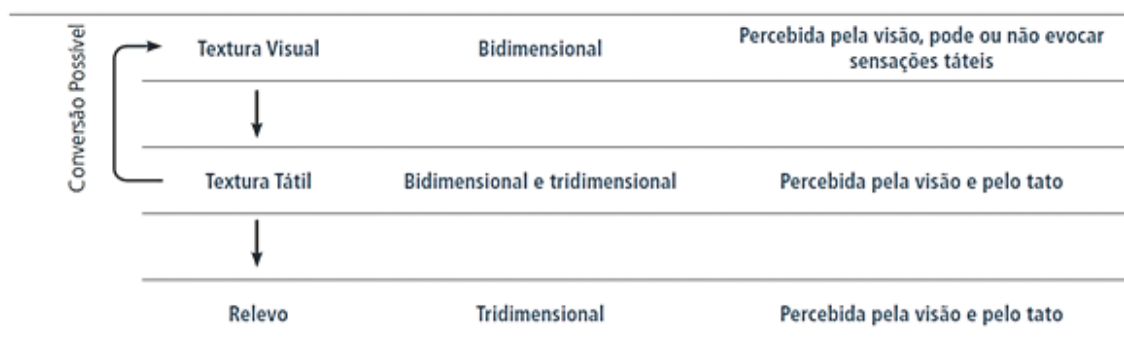 Conversão Possível
Textura Visual
Bidimensional
Percebida pela visão, pode ou não evocar
sensações táteis
Textura Tátil
Bidimensional e tridimensional
Percebida pela visão e pelo tato
Relevo
Tridimensional
Percebida pela visão e pelo tato